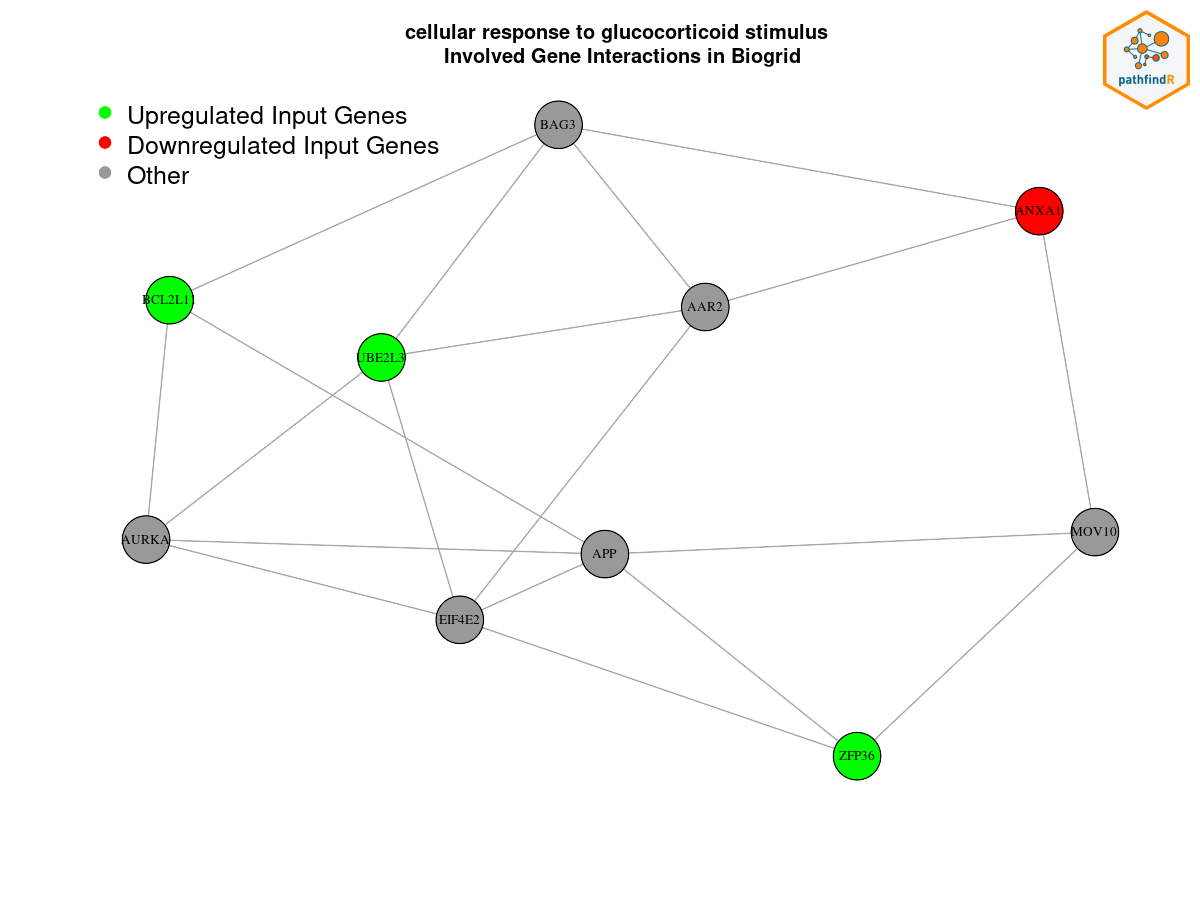 cellular response to glucocorticoid stimulus
Involved Gene Interactions in Biogrid
pathfindR
Upregulated Input Genes
Downregulated Input Genes
Other
BAG3
ANXA1
BCL2L1
AAR2
UBE2L3
AURKA
APP
MOV10
EIF4E2
ZFP36